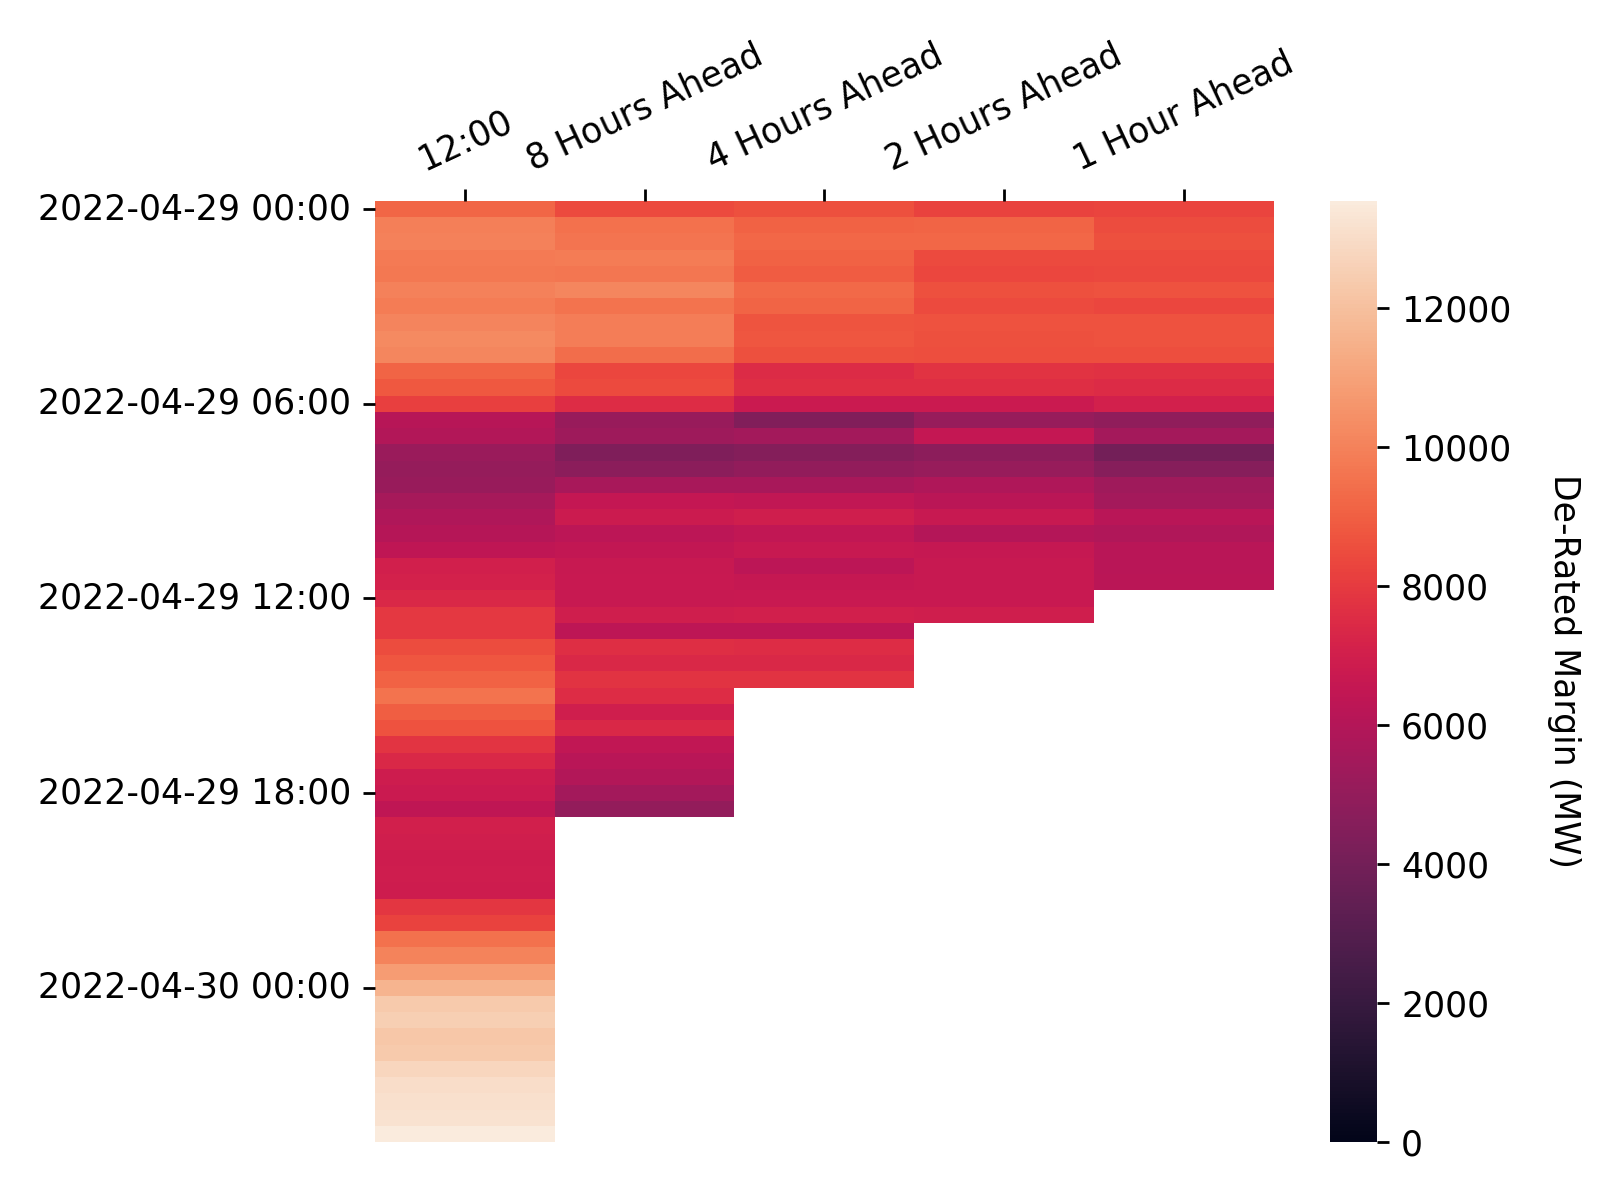 12:00
8 Hours Ahead
4 Hours Ahead
2 Hours Ahead
1 Hour Ahead
2022-04-29 00:00
2022-04-29 06:00
2022-04-29 12:00
2022-04-29 18:00
2022-04-30 00:00
12000
10000
8000
6000
4000
2000
0
De-Rated Margin (MW)